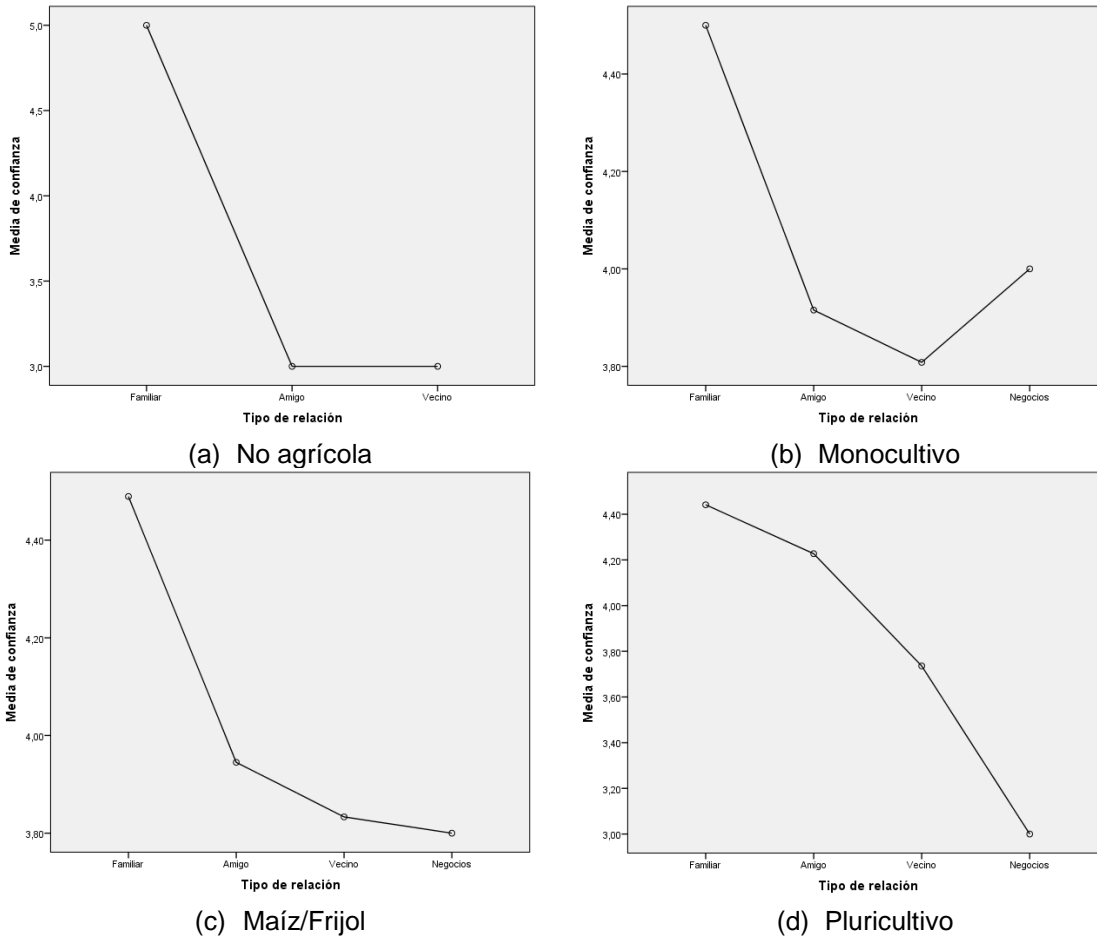 5,0
4,5
4,0
3,5
3,0
Media de confianza
Familiar Amigo Vecino
Tipo de relación
(a) No agrícola
4,40
4,20
4,00
3,80
Media de confianza
Familiar Amigo Vecino Negocios
Tipo de relación
(b) Monocultivo
4,40
4,20
4,00
3,80
Media de confianza
Familiar Amigo Vecino Negocios
Tipo de relación
(c) Maíz/Frijol
4,40
4,20
4,00
3,80
3,60
3,40
3,20
3,00
Media de confianza
Familiar Amigo Vecino Negocios
Tipo de relación
(d) Pluricultivo